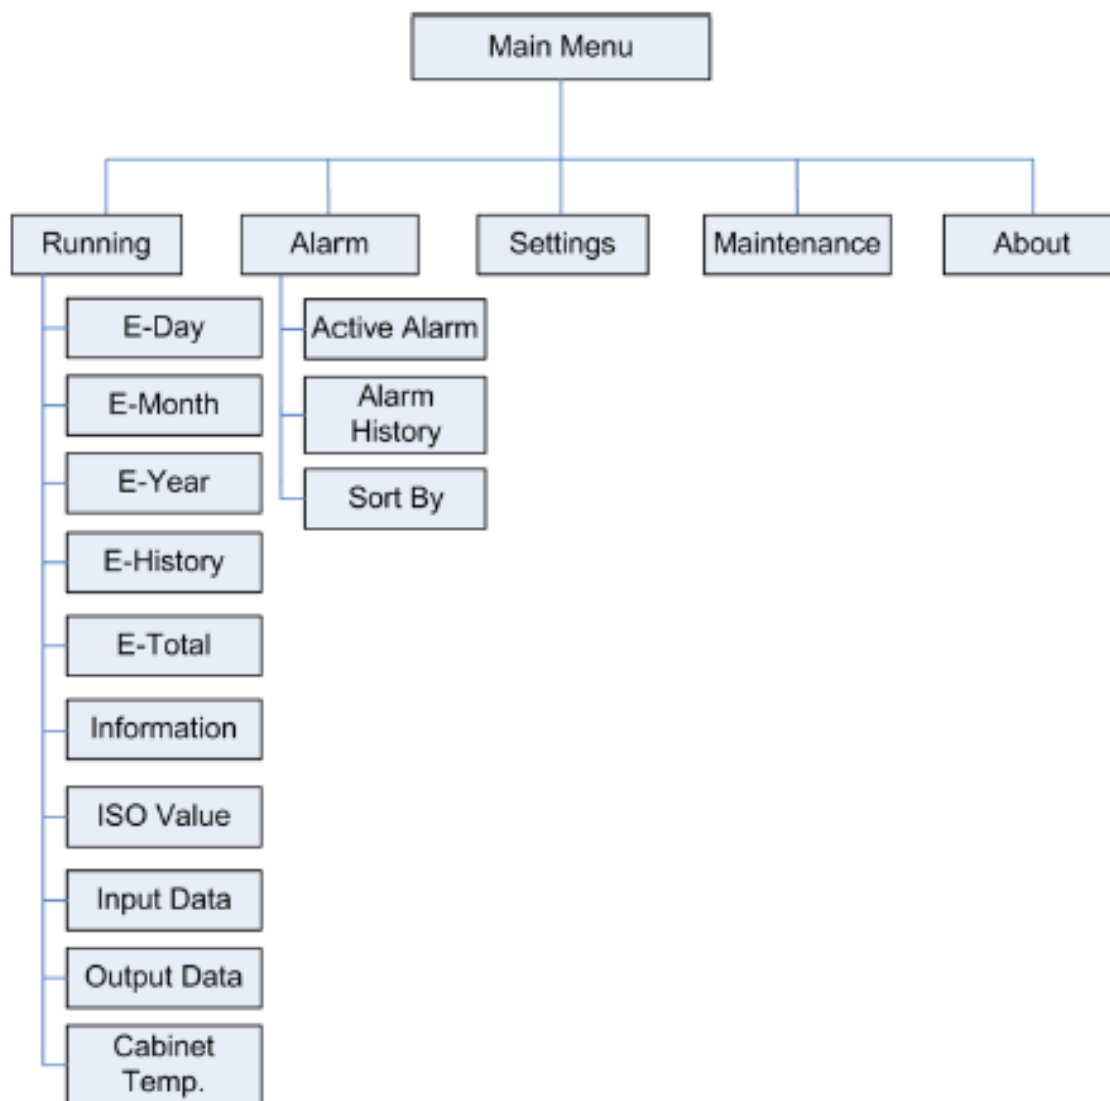 Main Menu
Running
Alarm
Settings
Maintenance
About
E-Day
E-Month
E-Year
E-History
E-Total
Information
ISO Value
Input Data
Output Data
Cabinet
Temp.
Active Alarm
Alarm
History
Sort By